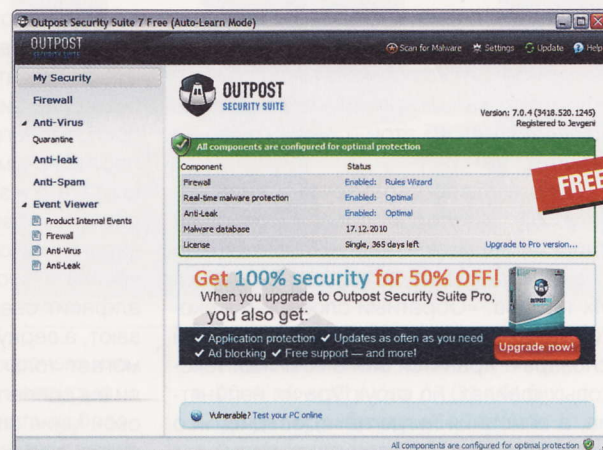 Outpost Security Suite 7 Free (Auto-Learn Mode)
OUTPOST
SECURITY SUITE
Scan for Malware Settings Update Help
My Security
Firewall
Anti-Virus
Quarantine
Anti-leak
Anti-Spam
Event Viewer
Product Internal Events
Firewall
Anti-Virus
Anti-Leak
OUTPOST
SECURITY SUITE
Version: 7.0.4 (3418.520.1245)
Registered to Jevgeni
All components are configured for optimal protection
Component Status
Firewall Enabled: Rules Wizard
Real-time malware protection Enabled: Optimal
Anti-Leak Enabled: Optimal
Malware database 17.12.2010
License Single, 365 days left Upgrade to Pro version...
FREE
Get 100% security for 50% OFF!
When you upgrade to Outpost Security Suite Pro,
you also get:
✔ Application protection ✔ Updates as often as you need
✔ Ad blocking ✔ Free support — and more!
OUTPOST
Upgrade now!
Vulnerable? Test your PC online
All components are configured for optimal protection